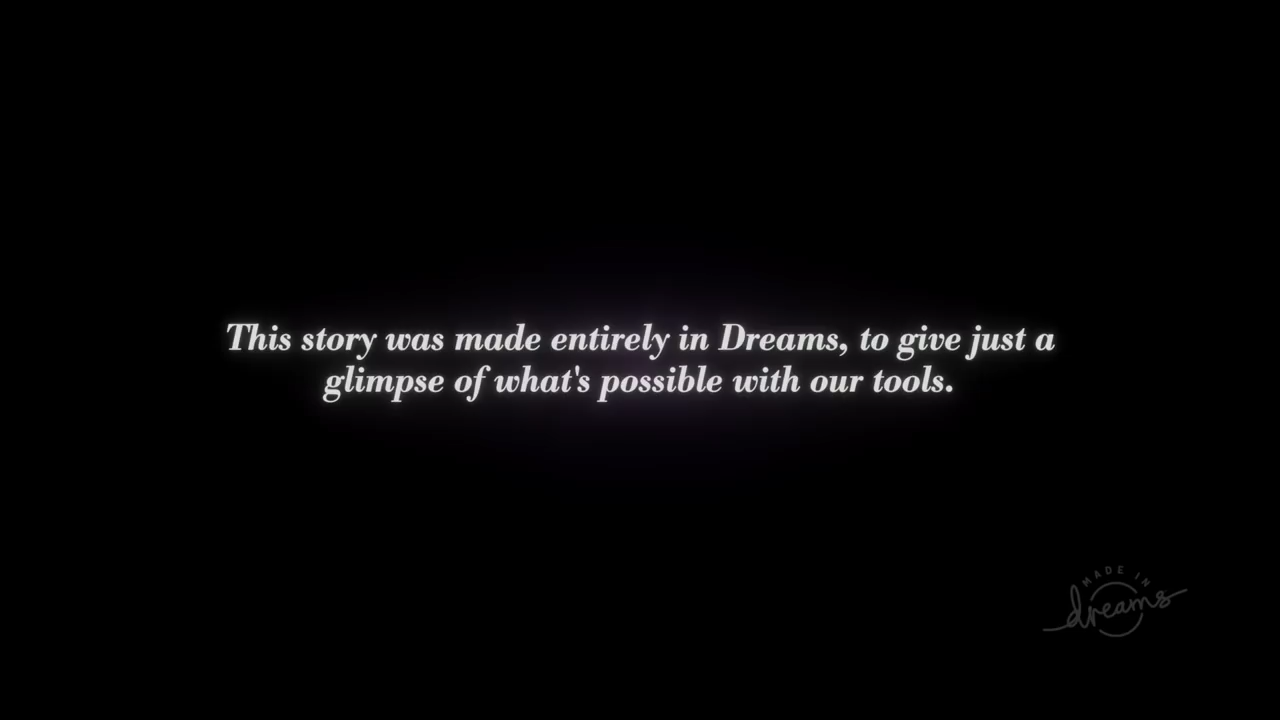 This story was made entirely in Dreams, to give just a
glimpse of what's possible with our tools.
MADE IN
dreams